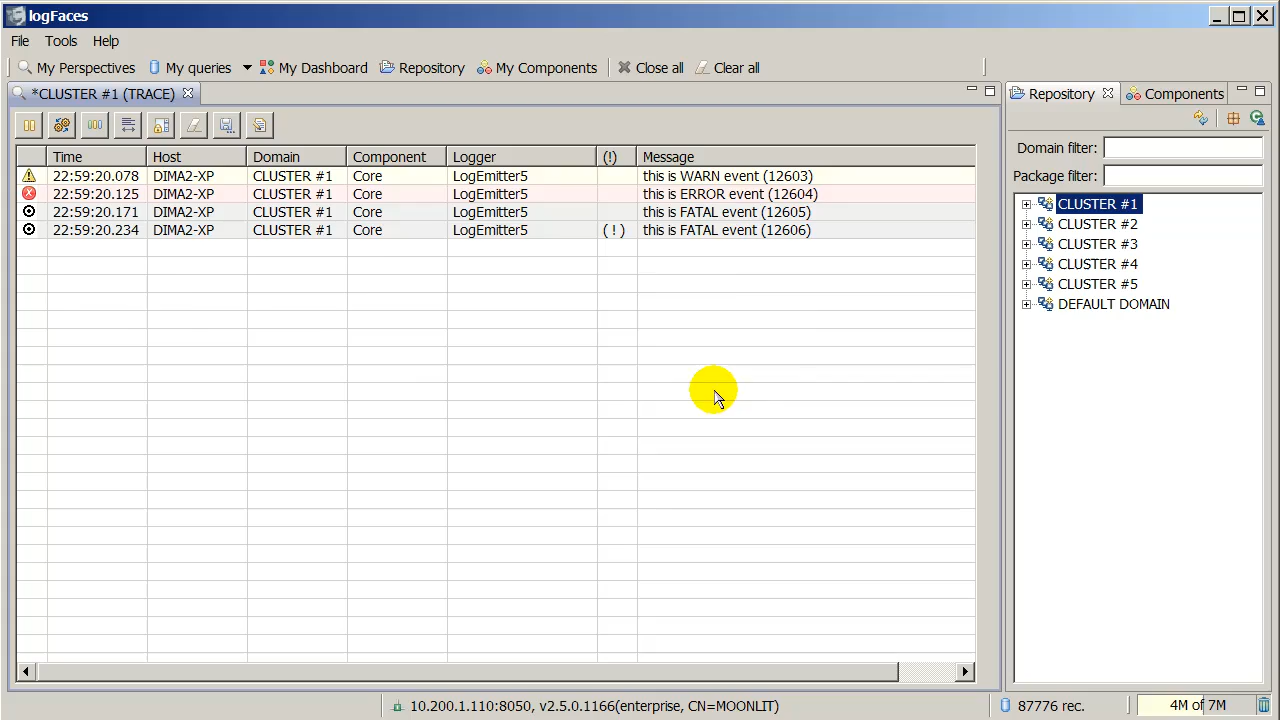 logFaces
File Tools Help
My Perspectives My queries My Dashboard Repository My Components Close all Clear all
*CLUSTER #1 (TRACE)
Repository Components
Domain filter:
Package filter:
Time Host Domain Component Logger (!) Message
22:59:20.078 DIMA2-XP CLUSTER #1 Core LogEmitter5 this is WARN event (12603)
22:59:20.125 DIMA2-XP CLUSTER #1 Core LogEmitter5 this is ERROR event (12604)
22:59:20.171 DIMA2-XP CLUSTER #1 Core LogEmitter5 this is FATAL event (12605)
22:59:20.234 DIMA2-XP CLUSTER #1 Core LogEmitter5 (!) this is FATAL event (12606)
CLUSTER #1
CLUSTER #2
CLUSTER #3
CLUSTER #4
CLUSTER #5
DEFAULT DOMAIN
10.200.1.110:8050, v2.5.0.1166(enterprise, CN=MOONLIT) 87776 rec. 4M of 7M